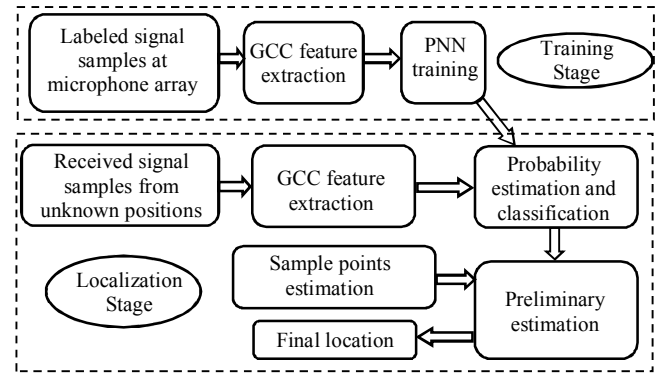 Labeled signal
samples at
microphone array
GCC feature
extraction
PNN
training
Training
Stage
Received signal
samples from
unknown positions
GCC feature
extraction
Probability
estimation and
classification
Localization
Stage
Sample points
estimation
Preliminary
estimation
Final location